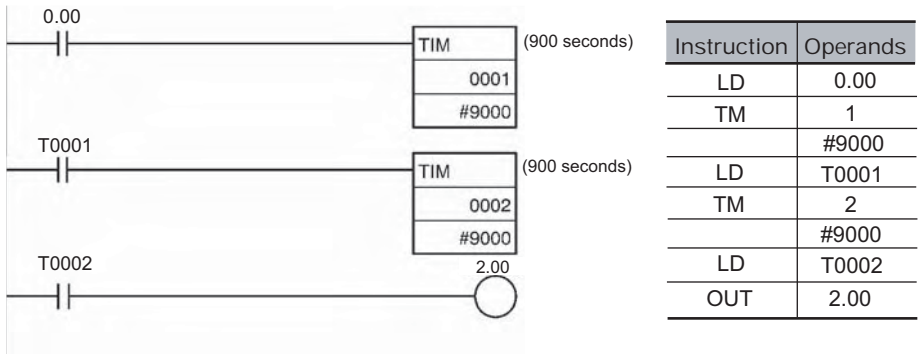 0.00
TIM (900 seconds)
0001
#9000
T0001
TIM (900 seconds)
0002
#9000
T0002
2.00
Instruction Operands
LD 0.00
TM 1
#9000
LD T0001
TM 2
#9000
LD T0002
OUT 2.00